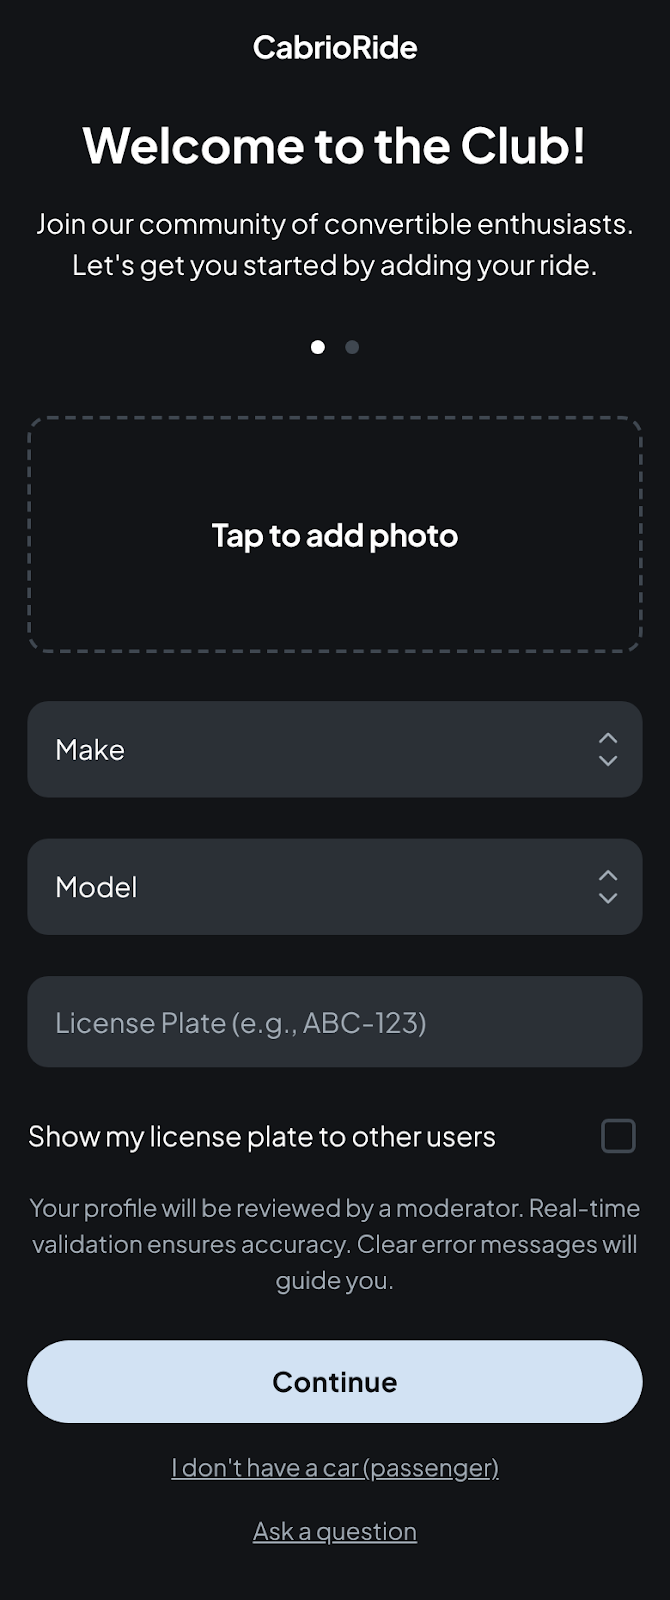 CabrioRide
Welcome to the Club!
Join our community of convertible enthusiasts.
Let's get you started by adding your ride.
Tap to add photo
Make
Model
License Plate (e.g., ABC-123)
Show my license plate to other users
Your profile will be reviewed by a moderator. Real-time
validation ensures accuracy. Clear error messages will
guide you.
Continue
I don't have a car (passenger)
Ask a question